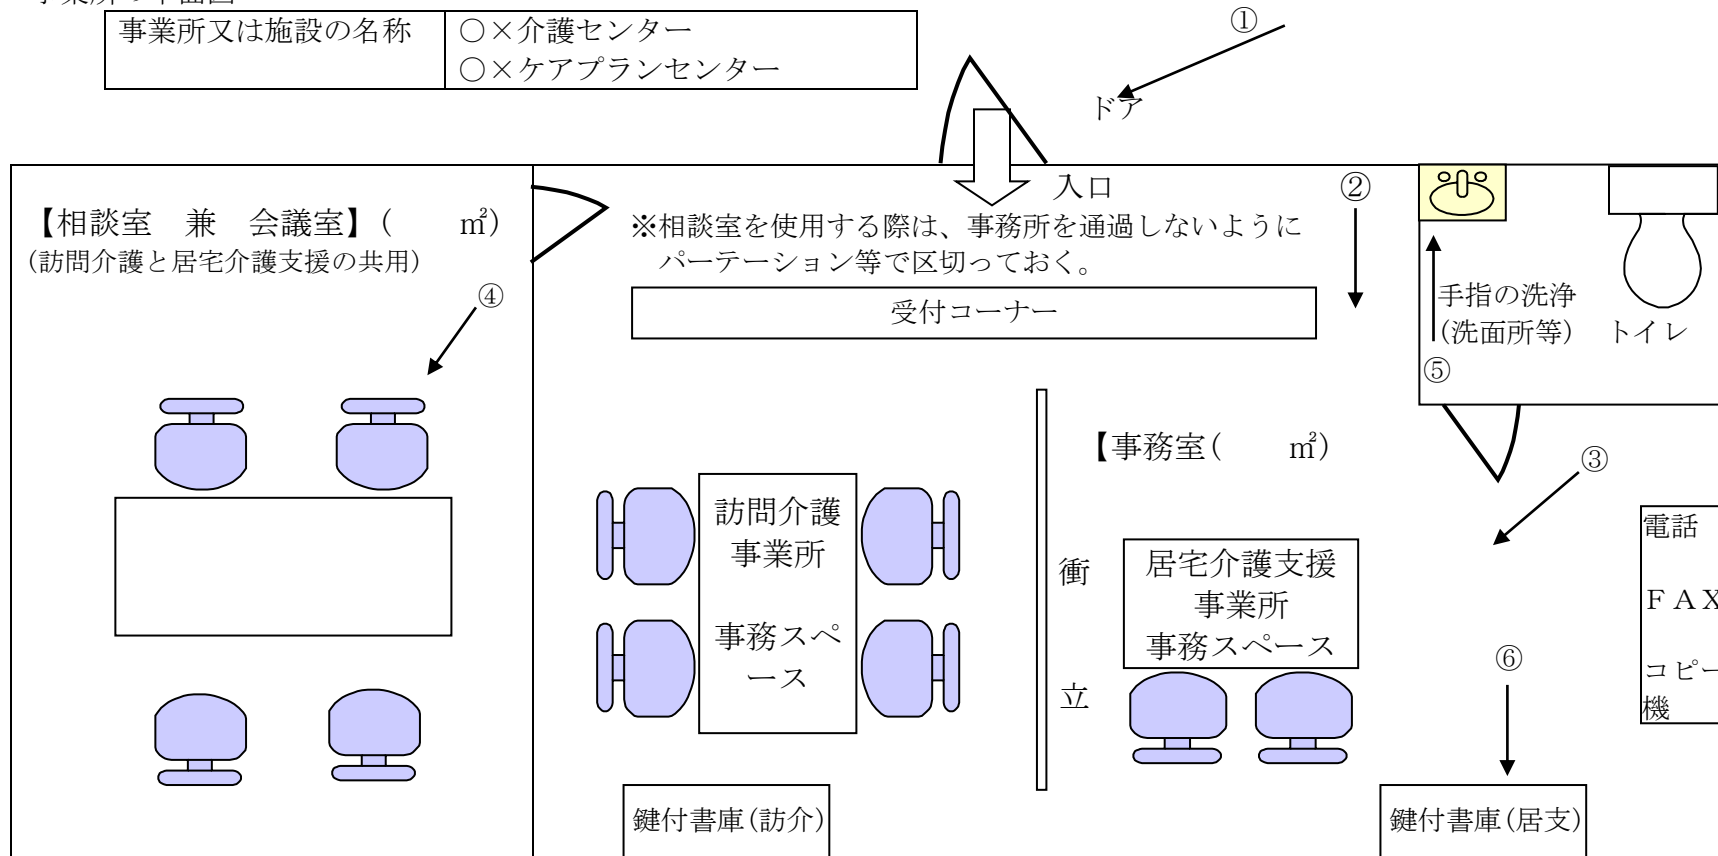 事業所又は施設の名称
○×介護センター
○×ケアプランセンター
①
ドア
入口
②
【相談室　兼　会議室】(　　㎡)
(訪問介護と居宅介護支援の共用)
※相談室を使用する際は、事務所を通過しないように
パーテーション等で区切っておく。
受付コーナー
④
手指の洗浄
(洗面所等)
トイレ
⑤
【事務室(　　㎡)
③
訪問介護
事業所
事務スペ
ース
衝
立
居宅介護支援
事業所
事務スペース
電話
ＦＡＸ
コピー
機
⑥
鍵付書庫(訪介)
鍵付書庫(居支)